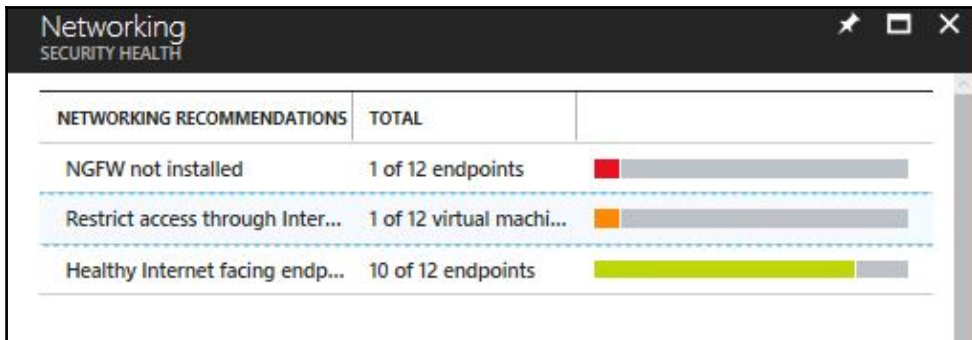 Networking
SECURITY HEALTH
NETWORKING RECOMMENDATIONS TOTAL
NGFW not installed 1 of 12 endpoints
Restrict access through Inter... 1 of 12 virtual machi...
Healthy Internet facing endp... 10 of 12 endpoints